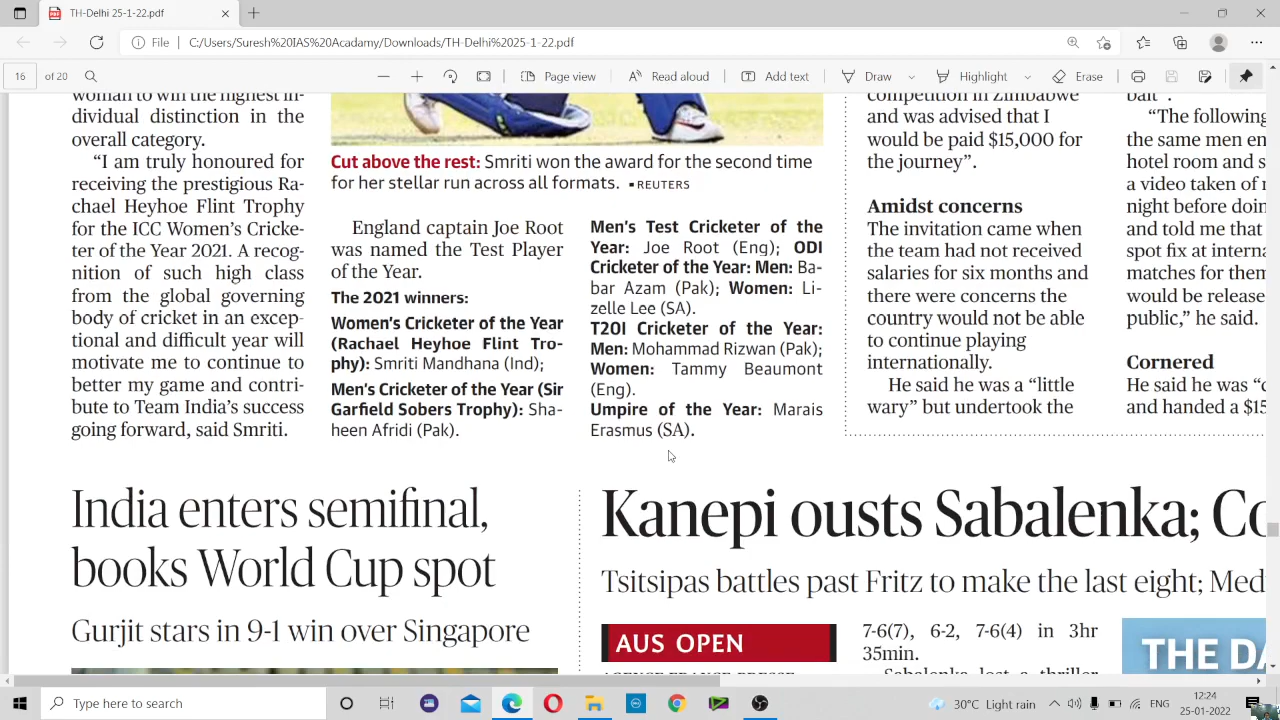 TH-Delhi 25-1-22.pdf
File
C:/Users/Suresh%20IAS%20Acadamy/Downloads/TH-Delhi%2025-1-22.pdf
16 of 20
Page view
Read aloud
Add text
Draw
Highlight
Erase
woman to win the highest in-
dividual distinction in the
overall category.
“I am truly honoured for
receiving the prestigious Ra-
chael Heyhoe Flint Trophy
for the ICC Women’s Cricke-
ter of the Year 2021. A recog-
nition of such high class
from the global governing
body of cricket in an excep-
tional and difficult year will
motivate me to continue to
better my game and contri-
bute to Team India’s success
going forward, said Smriti.
Cut above the rest: Smriti won the award for the second time
for her stellar run across all formats. ▪ REUTERS
England captain Joe Root
was named the Test Player
of the Year.
The 2021 winners:
Women’s Cricketer of the Year
(Rachael Heyhoe Flint Tro-
phy): Smriti Mandhana (Ind);
Men’s Cricketer of the Year (Sir
Garfield Sobers Trophy): Sha-
heen Afridi (Pak).
Men’s Test Cricketer of the
Year: Joe Root (Eng); ODI
Cricketer of the Year: Men: Ba-
bar Azam (Pak); Women: Li-
zelle Lee (SA).
T20I Cricketer of the Year:
Men: Mohammad Rizwan (Pak);
Women: Tammy Beaumont
(Eng).
Umpire of the Year: Marais
Erasmus (SA).
competition in Zimbabwe
and was advised that I
would be paid $15,000 for
the journey”.
Amidst concerns
The invitation came when
the team had not received
salaries for six months and
there were concerns the
country would not be able
to continue playing
internationally.
He said he was a “little
wary” but undertook the
bait”.
“The following
the same men en
hotel room and s
a video taken of
night before doin
and told me that
spot fix at interna
matches for them
would be release
public,” he said.
Cornered
He said he was “c
and handed a $15
India enters semifinal,
books World Cup spot
Gurjit stars in 9-1 win over Singapore
Kanepi ousts Sabalenka; Co
Tsitsipas battles past Fritz to make the last eight; Med
AUS OPEN
7-6(7), 6-2, 7-6(4) in 3hr
35min.
Sabalenka lost a thriller
AGENCE FRANCE-PRESSE
THE DA
Type here to search
30°C Light rain
ENG
12:24
25-01-2022